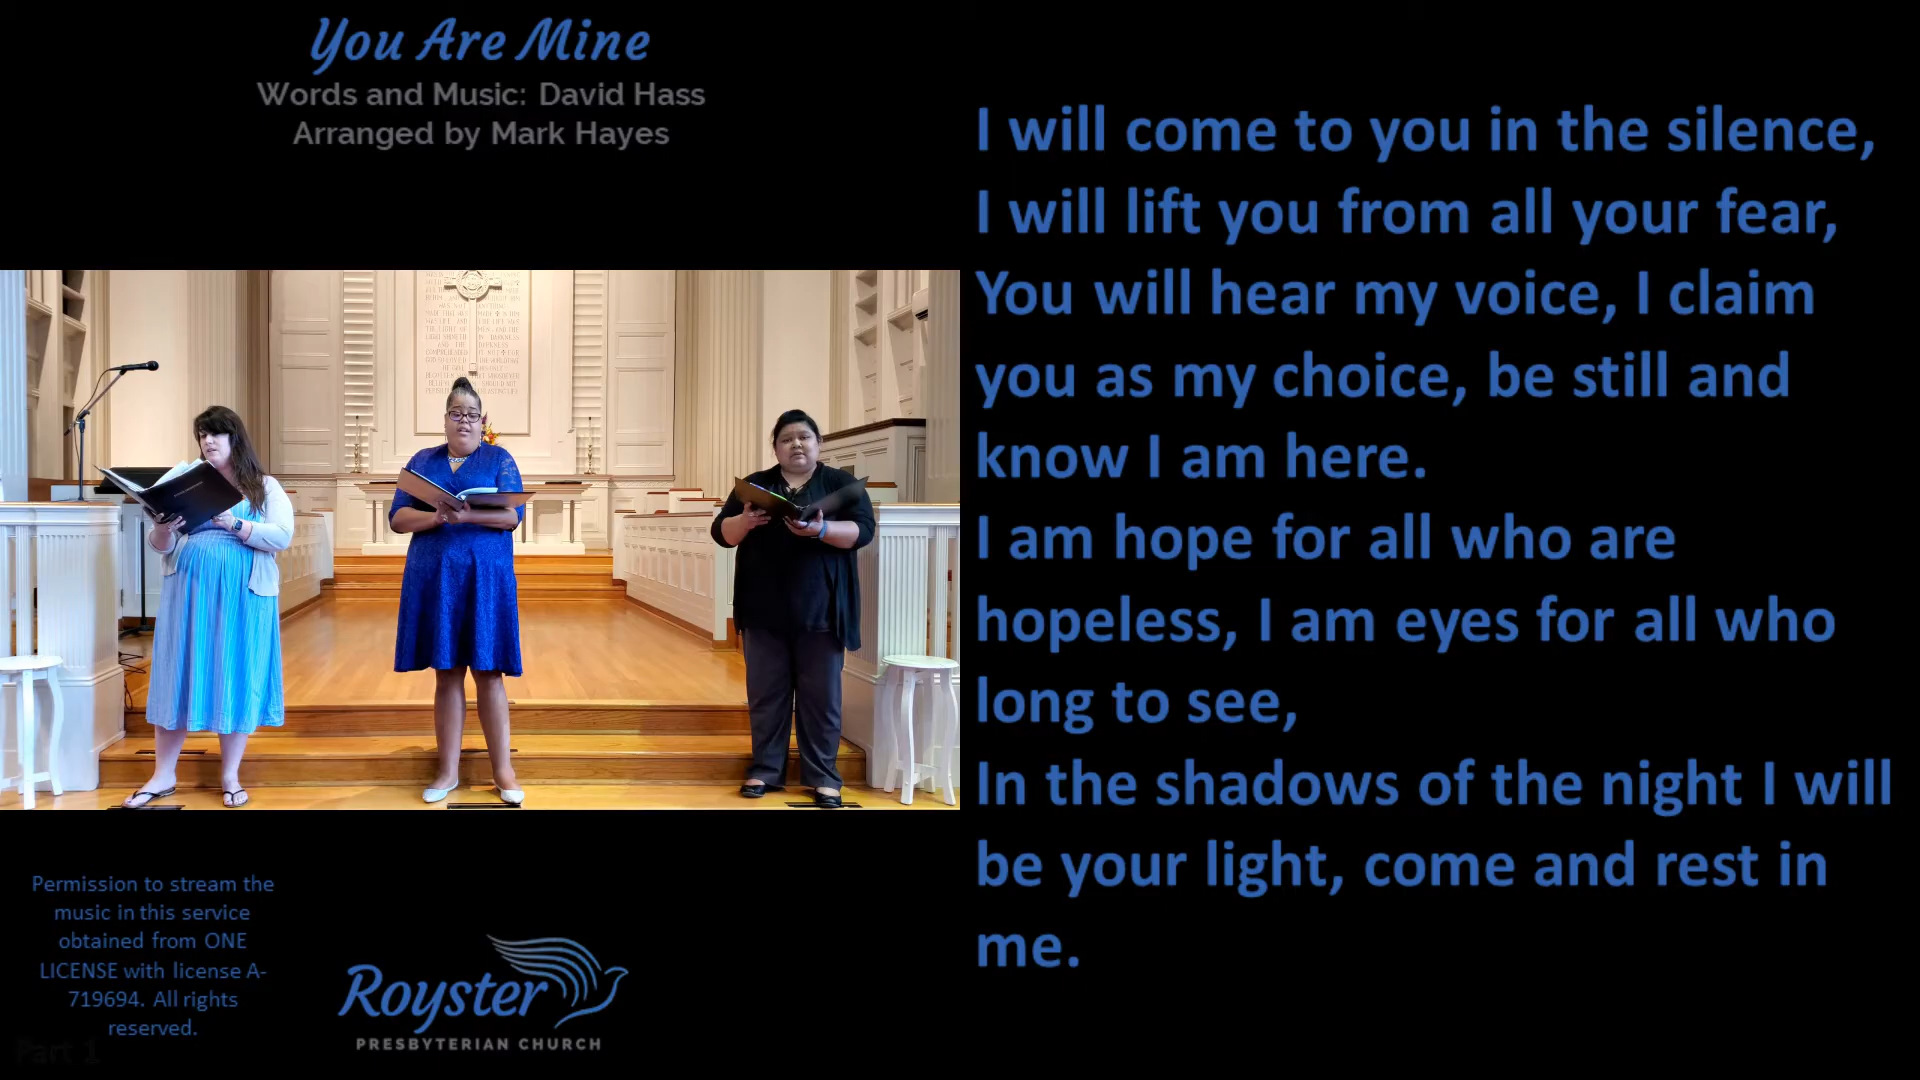 You Are Mine
Words and Music: David Hass
Arranged by Mark Hayes
I will come to you in the silence,
I will lift you from all your fear,
You will hear my voice, I claim
you as my choice, be still and
know I am here.
I am hope for all who are
hopeless, I am eyes for all who
long to see,
In the shadows of the night I will
be your light, come and rest in
me.
Permission to stream the
music in this service
obtained from ONE
LICENSE with license A-
719694. All rights
reserved.
Part 1
Royster
PRESBYTERIAN CHURCH